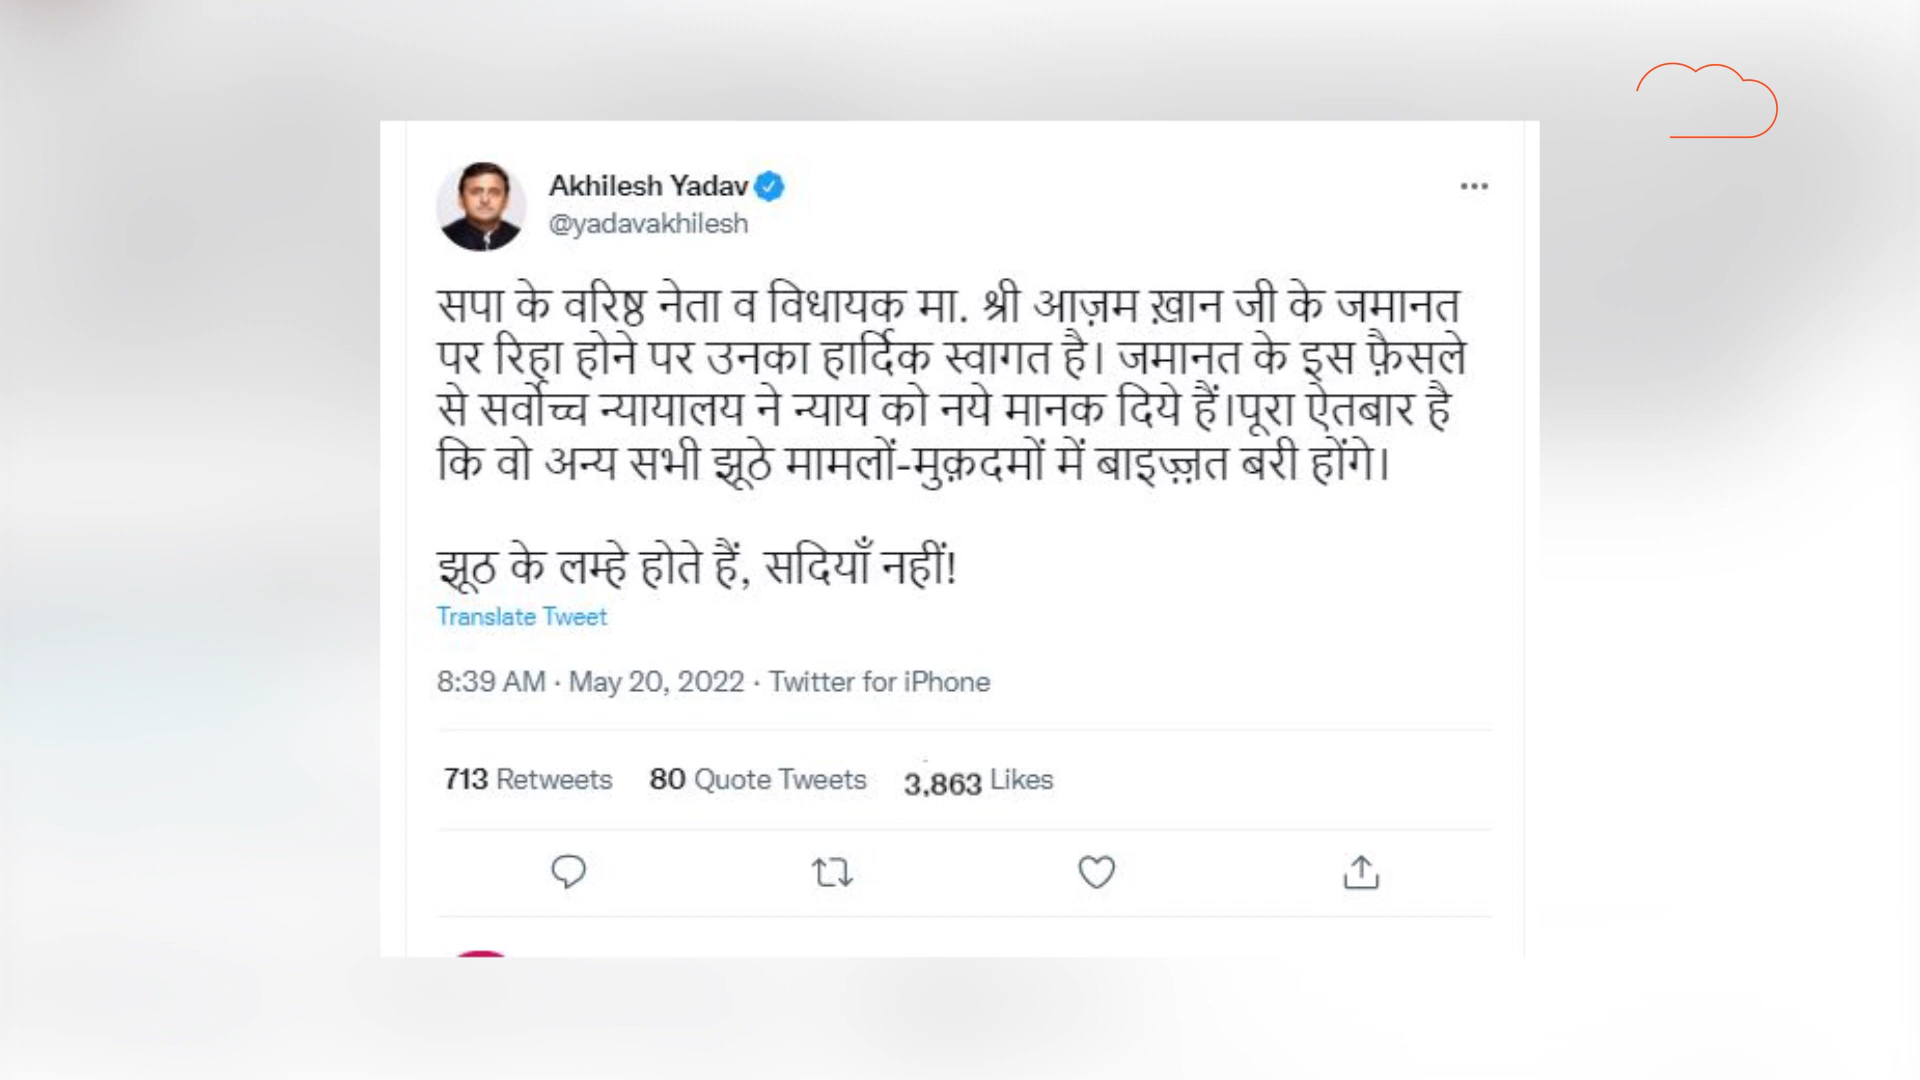 Akhilesh Yadav
@yadavakhilesh
सपा के वरिष्ठ नेता व विधायक मा. श्री आज़म ख़ान जी के जमानत
पर रिहा होने पर उनका हार्दिक स्वागत है। जमानत के इस फ़ैसले
से सर्वोच्च न्यायालय ने न्याय को नये मानक दिये हैं।पूरा ऐतबार है
कि वो अन्य सभी झूठे मामलों-मुक़दमों में बाइज़्ज़त बरी होंगे।
झूठ के लम्हे होते हैं, सदियाँ नहीं!
Translate Tweet
8:39 AM · May 20, 2022 · Twitter for iPhone
713 Retweets 80 Quote Tweets 3,863 Likes